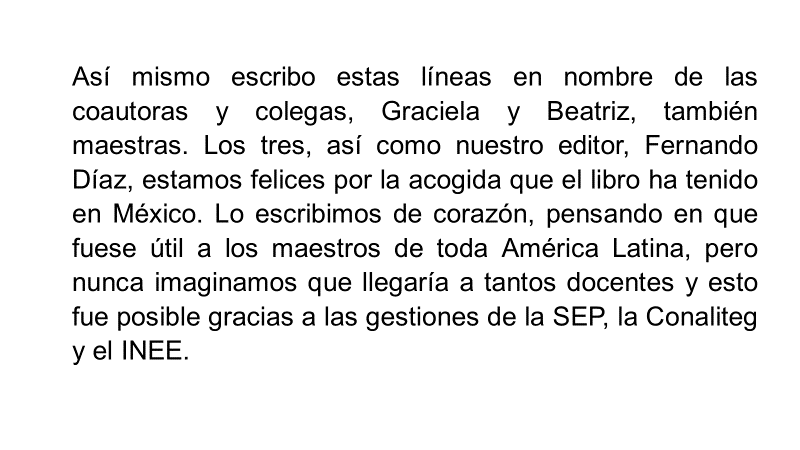 Así mismo escribo estas líneas en nombre de las
coautoras y colegas, Graciela y Beatriz, también
maestras. Los tres, así como nuestro editor, Fernando
Díaz, estamos felices por la acogida que el libro ha tenido
en México. Lo escribimos de corazón, pensando en que
fuese útil a los maestros de toda América Latina, pero
nunca imaginamos que llegaría a tantos docentes y esto
fue posible gracias a las gestiones de la SEP, la Conaliteg
y el INEE.